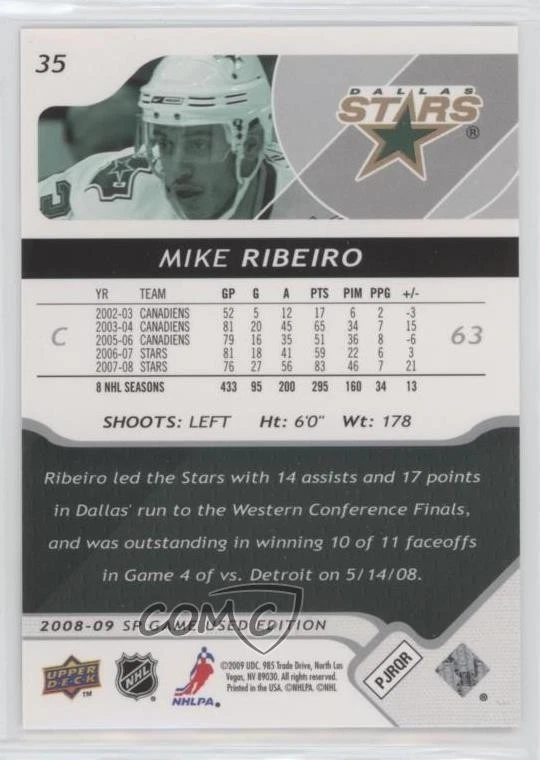 35
DALLAS
STARS®
MIKE RIBEIRO
YR TEAM GP G A PTS PIM PPG +/-
2002-03 CANADIENS 52 5 12 17 6 2 -3
2003-04 CANADIENS 81 20 45 65 34 7 15
2005-06 CANADIENS 79 16 35 51 36 8 -6
2006-07 STARS 81 18 41 59 22 6 3
2007-08 STARS 76 27 56 83 46 7 21
8 NHL SEASONS 433 95 200 295 160 34 13
C
63
SHOOTS: LEFT Ht: 6'0" Wt: 178
Ribeiro led the Stars with 14 assists and 17 points
in Dallas' run to the Western Conference Finals,
and was outstanding in winning 10 of 11 faceoffs
in Game 4 of vs. Detroit on 5/14/08.
2008-09 SP GAME USED EDITION
COMC
UPPER
DECK
TM
NHL
NHLPA®
©2009 UDC. 985 Trade Drive, North Las
Vegas, NV 89030. All rights reserved.
Printed in the USA. ©NHLPA. ©NHL
PJRQR
®